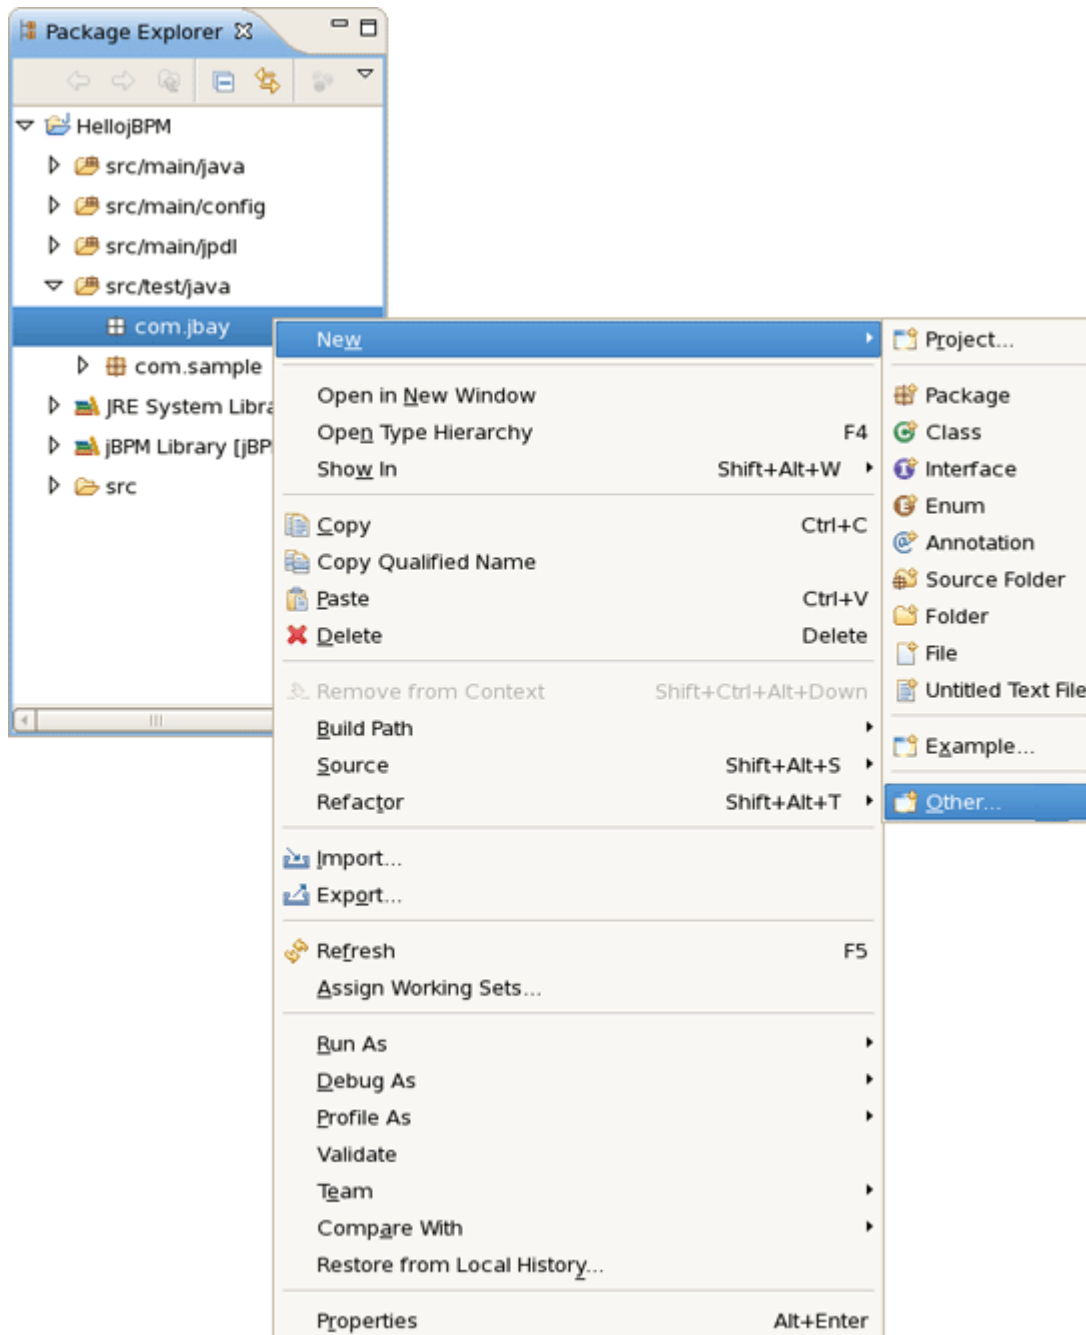 Package Explorer
HellojBPM
src/main/java
src/main/config
src/main/jpdl
src/test/java
com.jbay
com.sample
JRE System Libra
jBPM Library [jBP
src
New
Open in New Window
Open Type Hierarchy F4
Show In Shift+Alt+W
Copy Ctrl+C
Copy Qualified Name
Paste Ctrl+V
Delete Delete
Remove from Context Shift+Ctrl+Alt+Down
Build Path
Source Shift+Alt+S
Refactor Shift+Alt+T
Import...
Export...
Refresh F5
Assign Working Sets...
Run As
Debug As
Profile As
Validate
Team
Compare With
Restore from Local History...
Properties Alt+Enter
Project...
Package
Class
Interface
Enum
Annotation
Source Folder
Folder
File
Untitled Text File
Example...
Other...